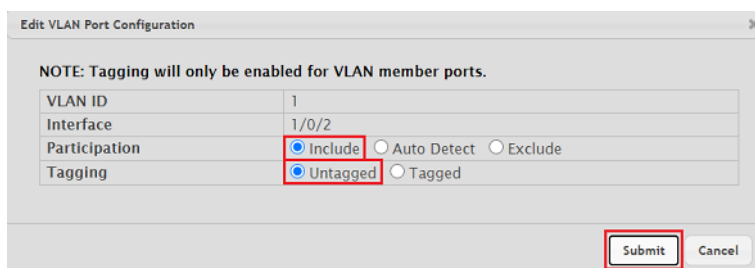 Edit VLAN Port Configuration
NOTE: Tagging will only be enabled for VLAN member ports.
VLAN ID 1
Interface 1/0/2
Participation Include Auto Detect Exclude
Tagging Untagged Tagged
Submit Cancel